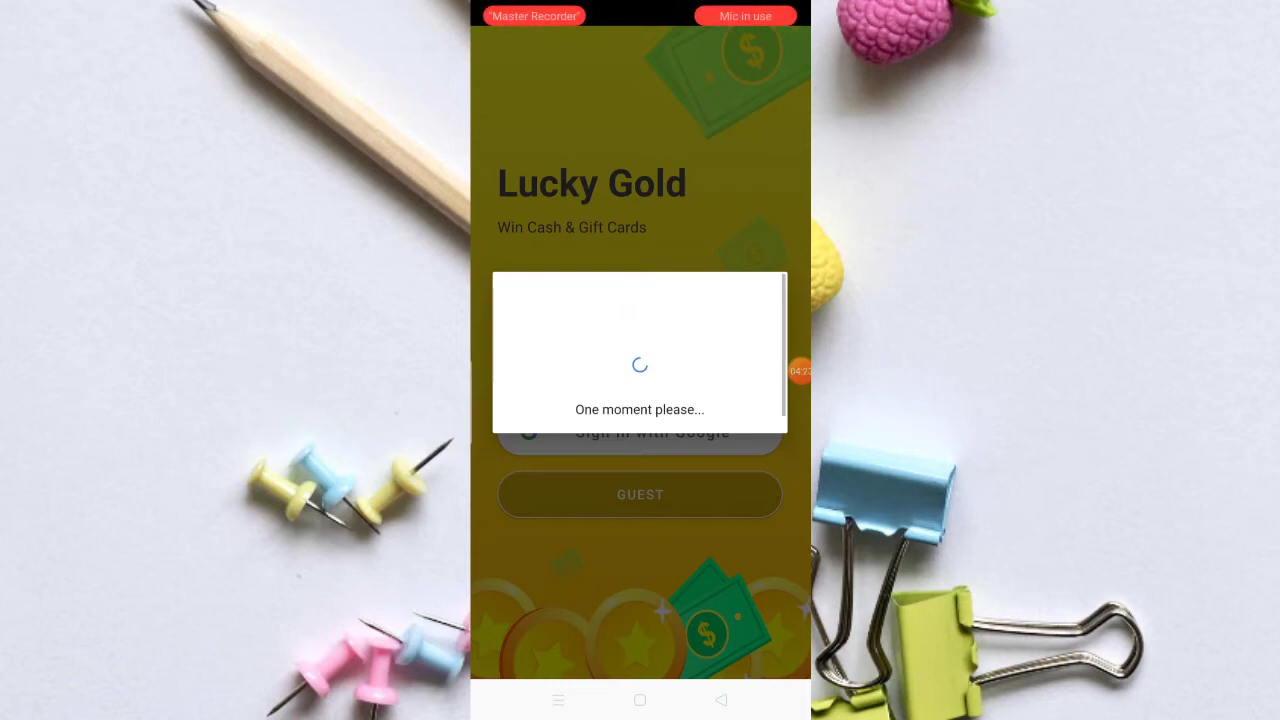 "Master Recorder"
Mic in use
Lucky Gold
Win Cash & Gift Cards
One moment please...
Sign in with Google
GUEST